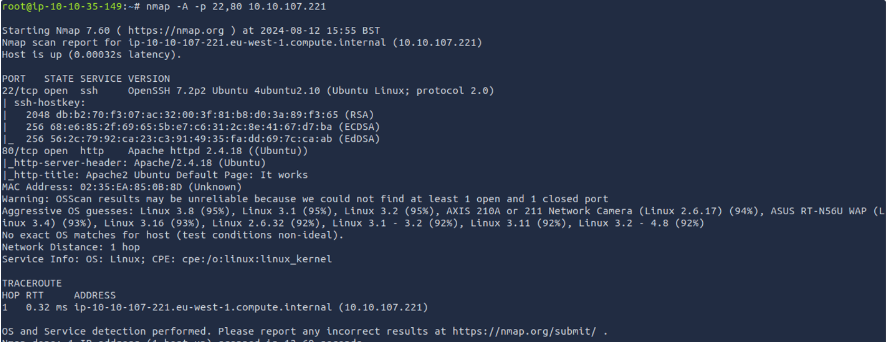 root@ip-10-10-35-149:~# nmap -A -p 22,80 10.10.107.221
Starting Nmap 7.60 ( https://nmap.org ) at 2024-08-12 15:55 BST
Nmap scan report for ip-10-10-107-221.eu-west-1.compute.internal (10.10.107.221)
Host is up (0.00032s latency).
PORT   STATE SERVICE VERSION
22/tcp open  ssh     OpenSSH 7.2p2 Ubuntu 4ubuntu2.10 (Ubuntu Linux; protocol 2.0)
| ssh-hostkey:
|   2048 db:b2:70:f3:07:ac:32:00:3f:81:b8:d0:3a:89:f3:65 (RSA)
|   256 68:e6:85:2f:69:65:5b:e7:c6:31:2c:8e:41:67:d7:ba (ECDSA)
|_  256 56:2c:79:92:ca:23:c3:91:49:35:fa:dd:69:7c:ca:ab (EdDSA)
80/tcp open  http    Apache httpd 2.4.18 ((Ubuntu))
|_http-server-header: Apache/2.4.18 (Ubuntu)
|_http-title: Apache2 Ubuntu Default Page: It works
MAC Address: 02:35:EA:85:0B:8D (Unknown)
Warning: OSScan results may be unreliable because we could not find at least 1 open and 1 closed port
Aggressive OS guesses: Linux 3.8 (95%), Linux 3.1 (95%), Linux 3.2 (95%), AXIS 210A or 211 Network Camera (Linux 2.6.17) (94%), ASUS RT-N56U WAP (L
inux 3.4) (93%), Linux 3.16 (93%), Linux 2.6.32 (92%), Linux 3.1 - 3.2 (92%), Linux 3.11 (92%), Linux 3.2 - 4.8 (92%)
No exact OS matches for host (test conditions non-ideal).
Network Distance: 1 hop
Service Info: OS: Linux; CPE: cpe:/o:linux:linux_kernel
TRACEROUTE
HOP RTT     ADDRESS
1   0.32 ms ip-10-10-107-221.eu-west-1.compute.internal (10.10.107.221)
OS and Service detection performed. Please report any incorrect results at https://nmap.org/submit/ .